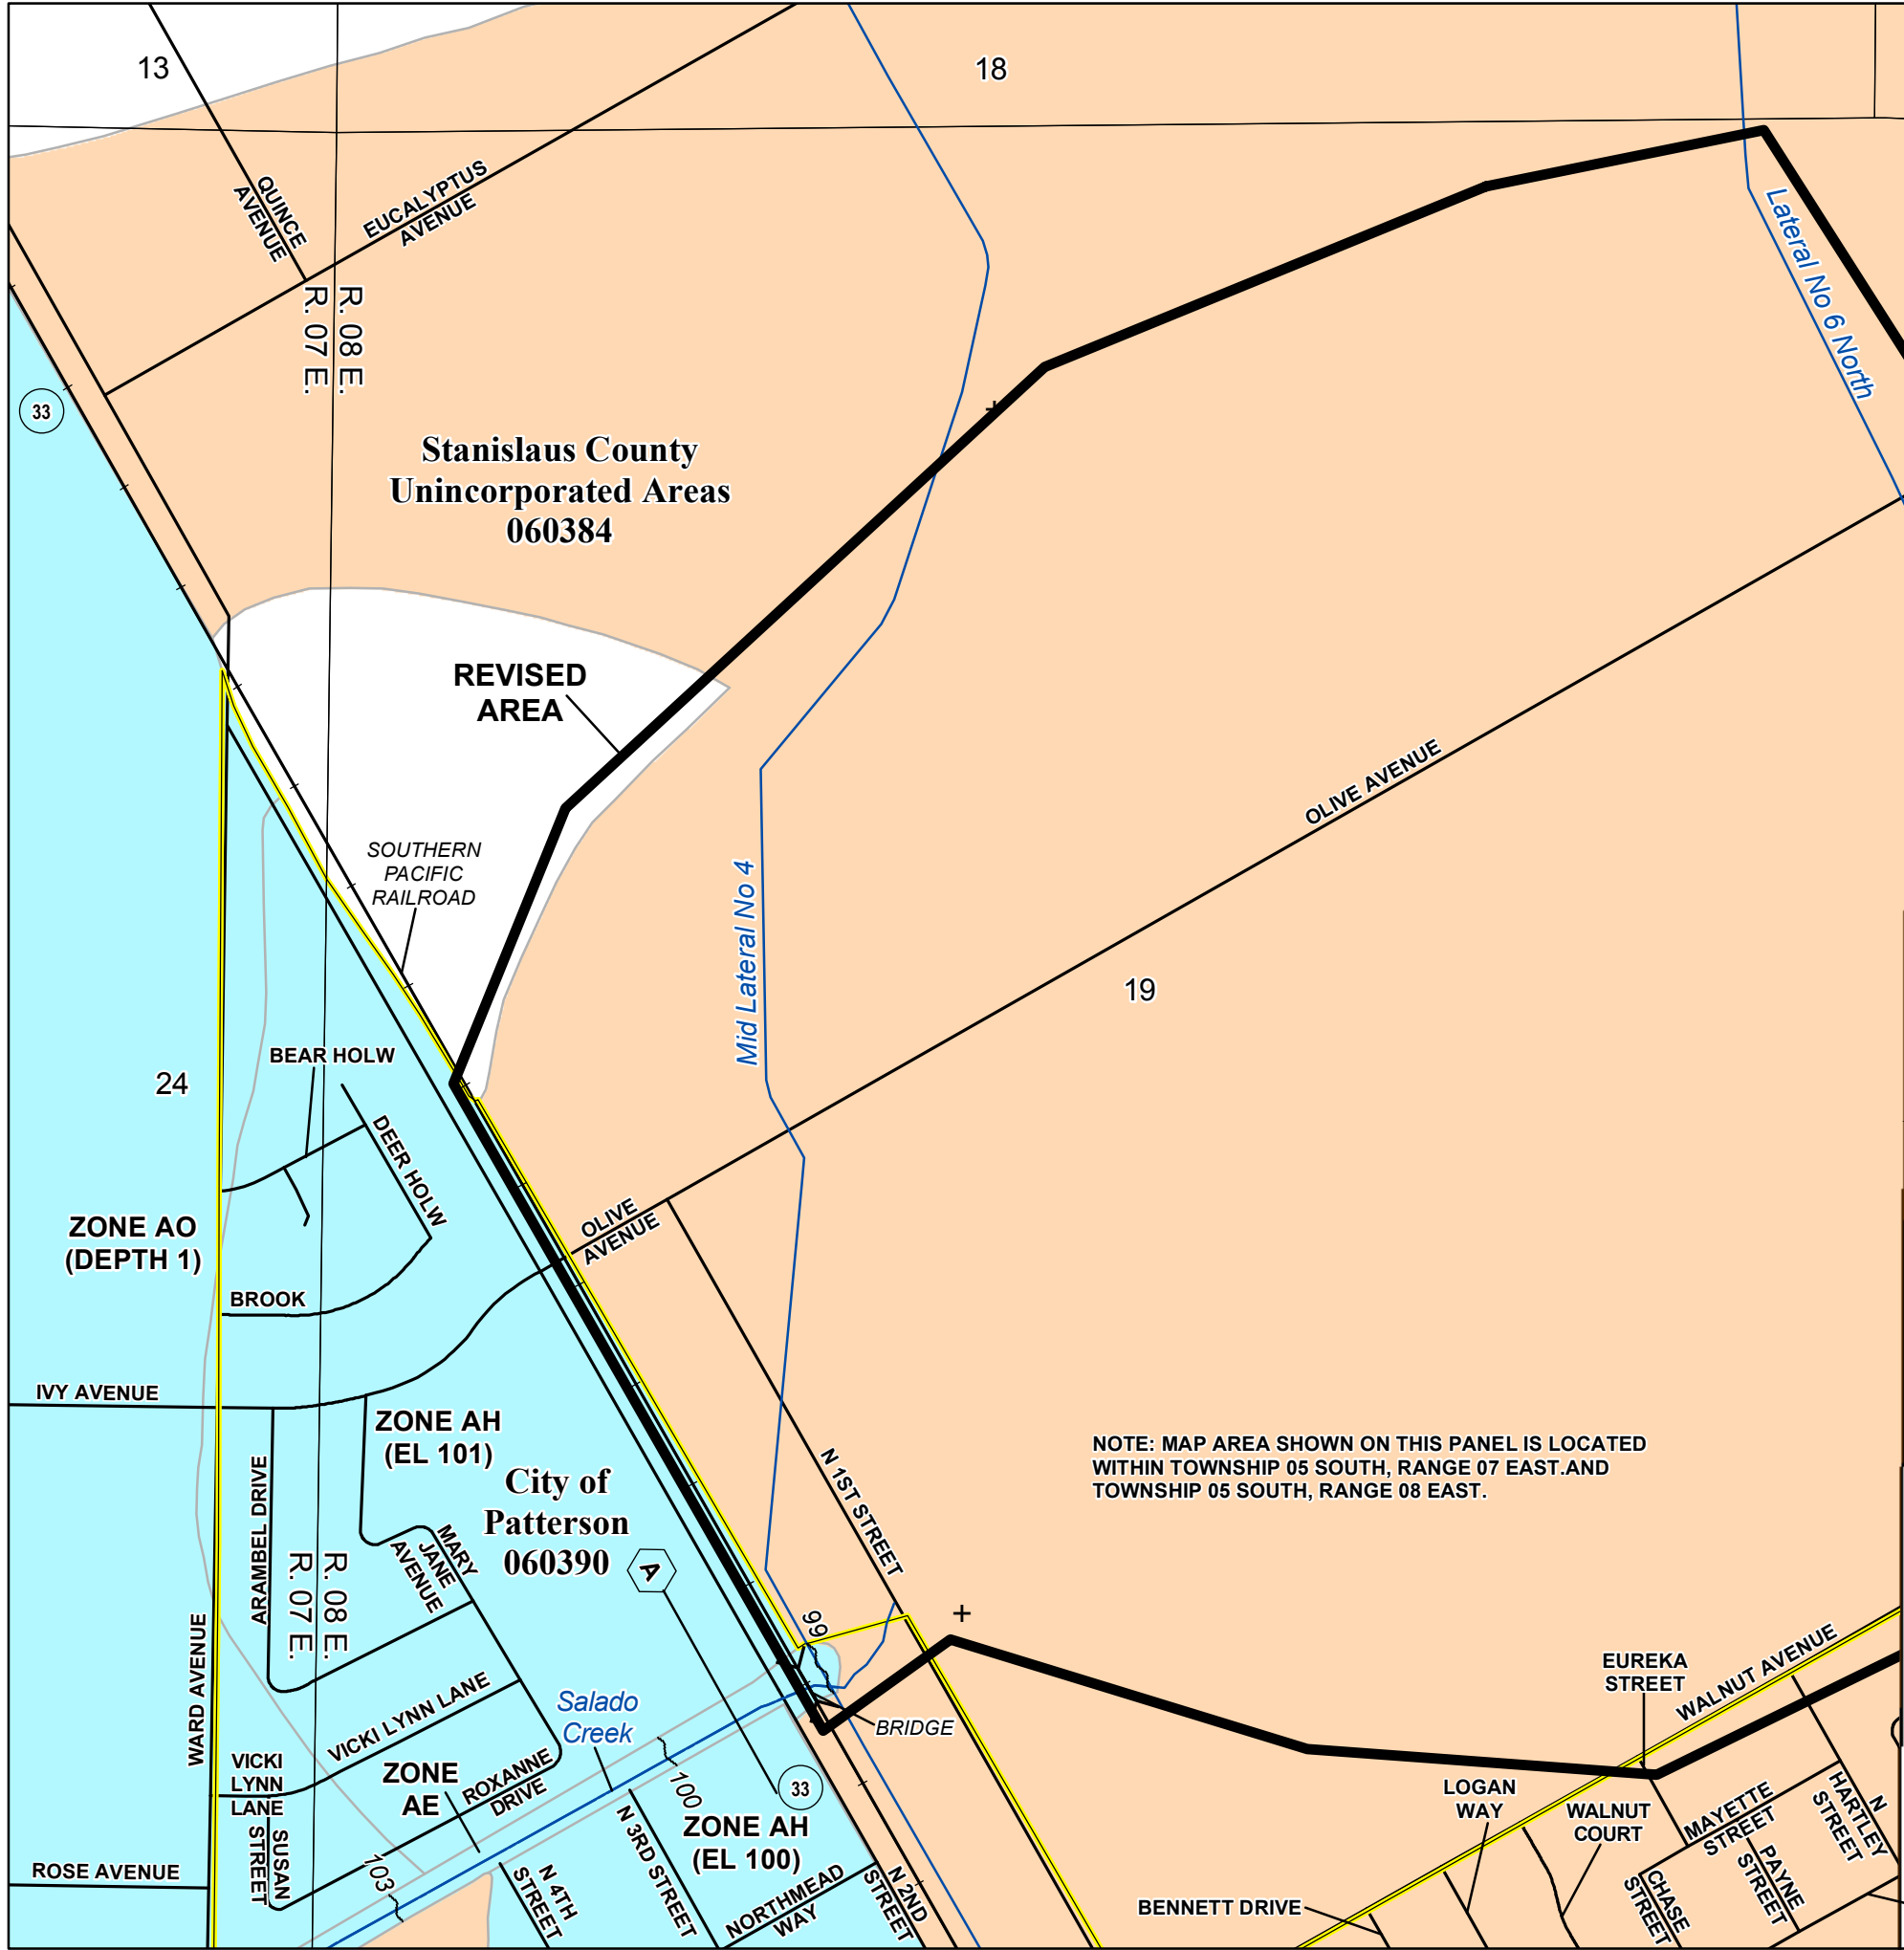 13
18
QUINCE
AVENUE
EUCALYPTUS
AVENUE
Lateral No 6 North
R. 08 E.
R. 07 E.
33
Stanislaus County
Unincorporated Areas
060384
REVISED
AREA
OLIVE AVENUE
SOUTHERN
PACIFIC
RAILROAD
Mid Lateral No 4
19
24
BEAR HOLW
DEER HOLW
ZONE AO
(DEPTH 1)
OLIVE
AVENUE
BROOK
IVY AVENUE
ZONE AH
(EL 101)
City of
Patterson
060390
A
ARAMBEL DRIVE
R. 08 E.
R. 07 E.
MARY
JANE
AVENUE
N 1ST STREET
NOTE: MAP AREA SHOWN ON THIS PANEL IS LOCATED
WITHIN TOWNSHIP 05 SOUTH, RANGE 07 EAST.AND
TOWNSHIP 05 SOUTH, RANGE 08 EAST.
99
WARD AVENUE
VICKI LYNN LANE
Salado
Creek
BRIDGE
EUREKA
STREET
WALNUT AVENUE
VICKI
LYNN
LANE
SUSAN
STREET
ZONE
AE
ROXANNE
DRIVE
100
33
ZONE AH
(EL 100)
LOGAN
WAY
WALNUT
COURT
MAYETTE
STREET
N
HARTLEY
STREET
ROSE AVENUE
103
N 4TH
STREET
N 3RD STREET
NORTHMEAD
WAY
N 2ND
STREET
BENNETT DRIVE
CHASE
STREET
PAYNE
STREET